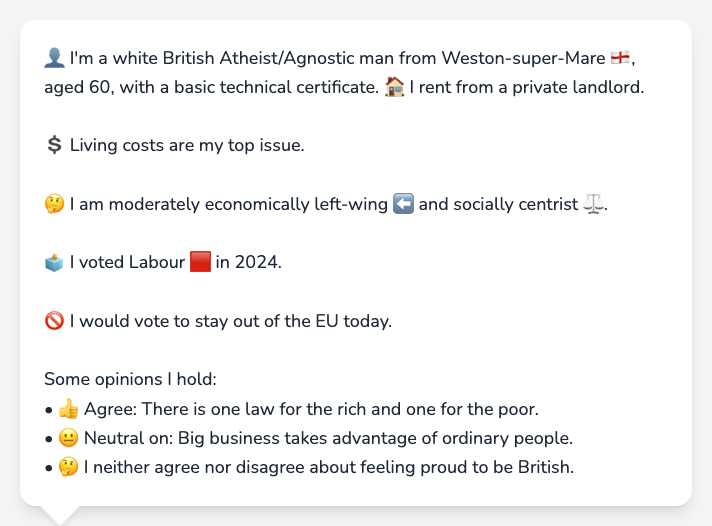 👤 I'm a white British Atheist/Agnostic man from Weston-super-Mare 🏴󠁧󠁢󠁥󠁮󠁧󠁿,
aged 60, with a basic technical certificate. 🏠 I rent from a private landlord.
💲 Living costs are my top issue.
🤔 I am moderately economically left-wing ⬅️ and socially centrist ⚖️.
🗳️ I voted Labour 🟥 in 2024.
🚫 I would vote to stay out of the EU today.
Some opinions I hold:
• 👍 Agree: There is one law for the rich and one for the poor.
• 😐 Neutral on: Big business takes advantage of ordinary people.
• 🤔 I neither agree nor disagree about feeling proud to be British.